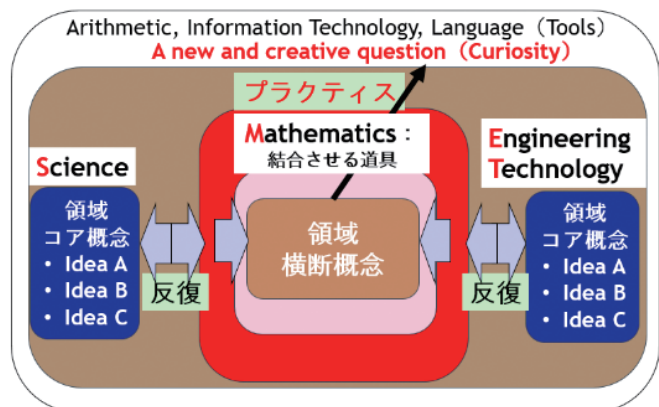 Arithmetic, Information Technology, Language（Tools）
A new and creative question（Curiosity）
プラクティス
Mathematics：
結合させる道具
Science
領域
コア概念
• Idea A
• Idea B
• Idea C
反復
領域
横断概念
Engineering
Technology
反復
領域
コア概念
• Idea A
• Idea B
• Idea C